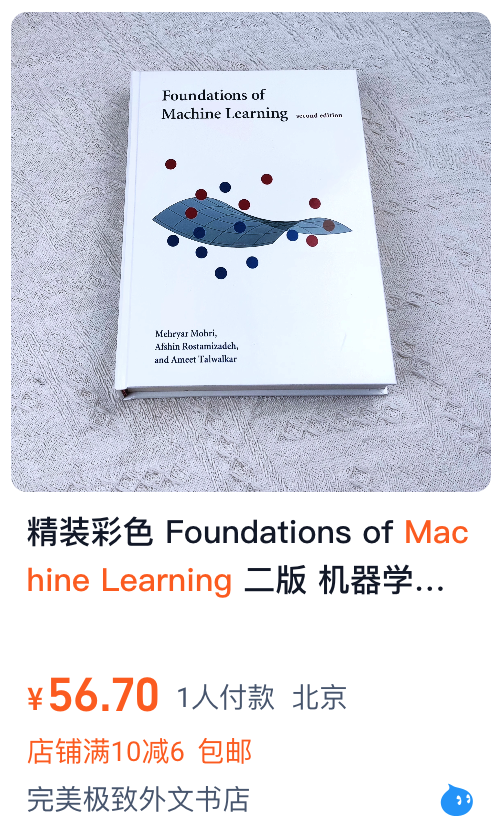 Foundations of
Machine Learning second edition
Mehryar Mohri,
Afshin Rostamizadeh,
and Ameet Talwalkar
精装彩色 Foundations of Mac
hine Learning 二版 机器学...
¥56.70 1人付款 北京
店铺满10减6 包邮
完美极致外文书店